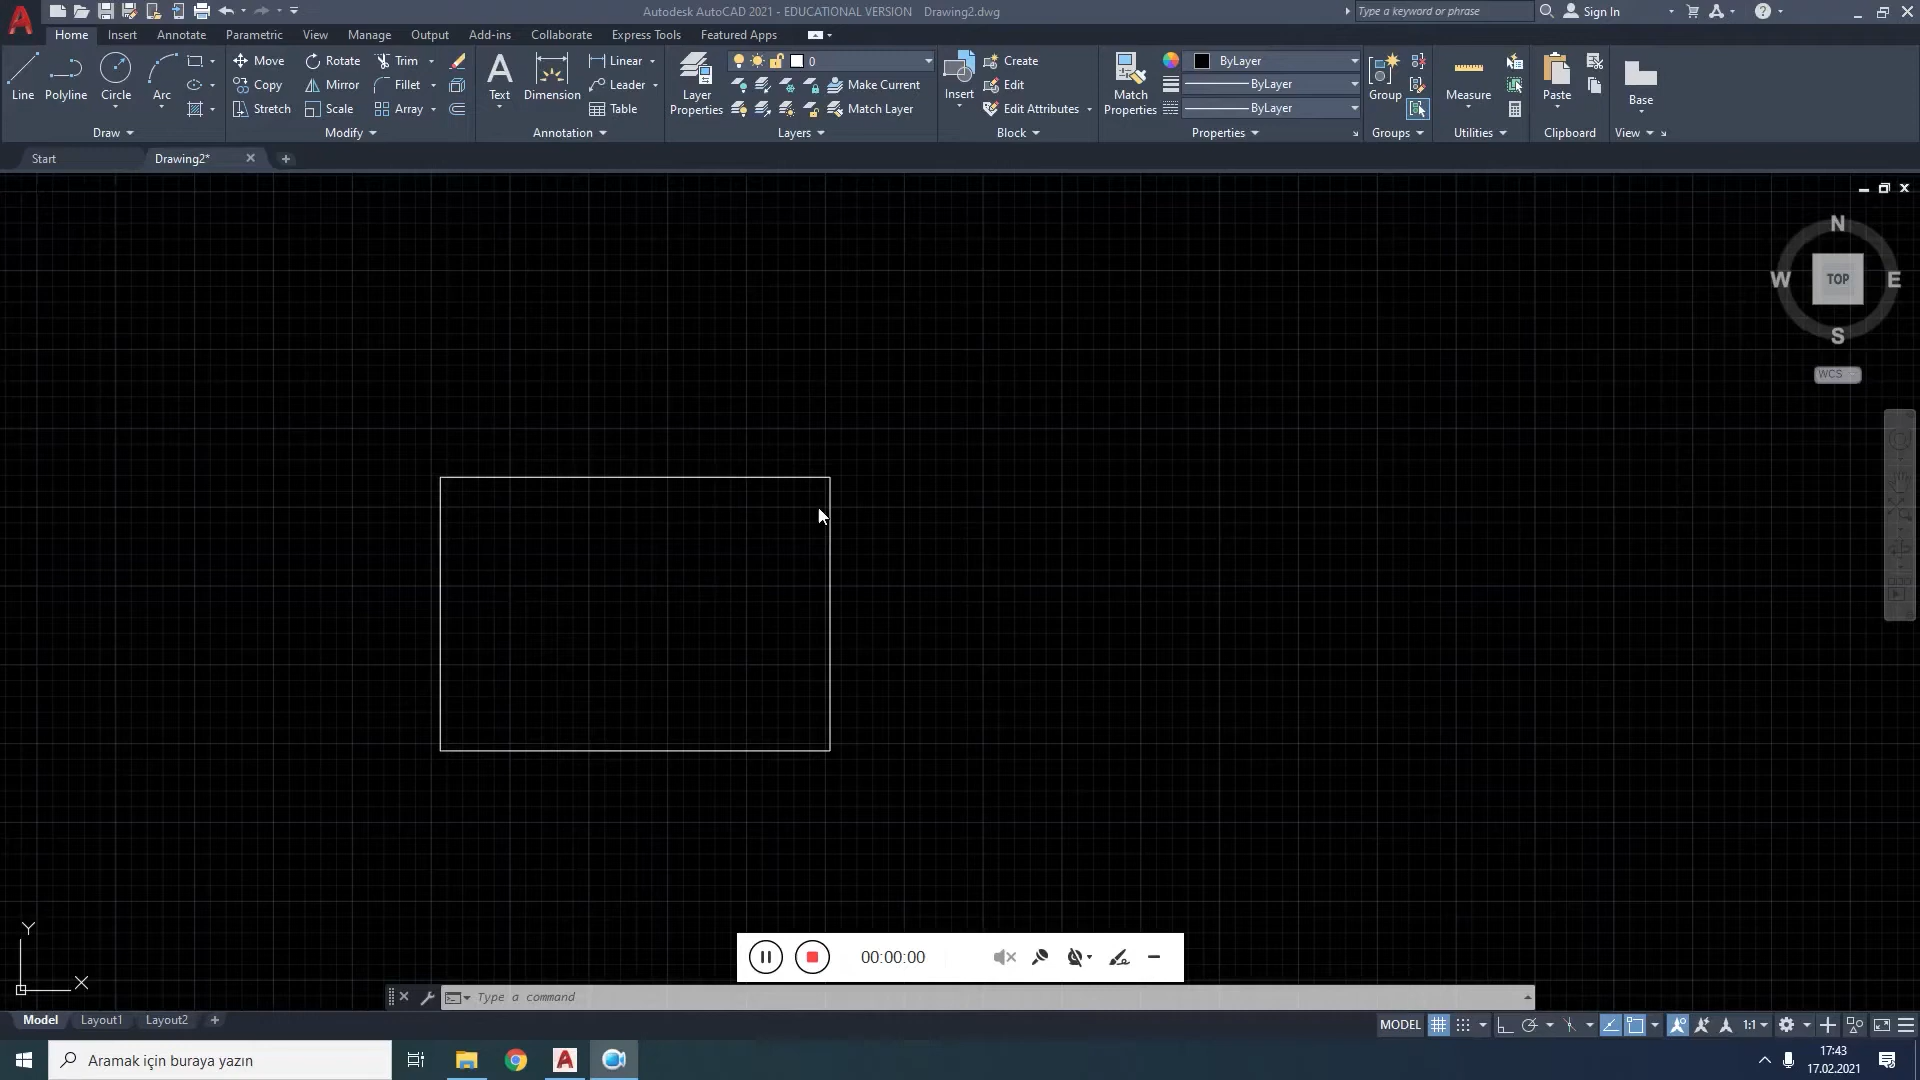 Autodesk AutoCAD 2021 - EDUCATIONAL VERSION Drawing2.dwg
Type a keyword or phrase
Sign In
Home Insert Annotate Parametric View Manage Output Add-ins Collaborate Express Tools Featured Apps
Line
Polyline
Circle
Arc
Move Rotate Trim
Copy Mirror Fillet
Stretch Scale Array
Text
Dimension
Linear
Leader
Table
Layer
Properties
0
Make Current
Match Layer
Insert
Create
Edit
Edit Attributes
Match
Properties
ByLayer
ByLayer
ByLayer
Group
Measure
Paste
Base
Draw Modify Annotation Layers Block Properties Groups Utilities Clipboard View
Start Drawing2*
N
W TOP E
S
WCS
Y
X
00:00:00
Type a command
Model Layout1 Layout2
MODEL 1:1
Aramak için buraya yazın
17:43
17.02.2021